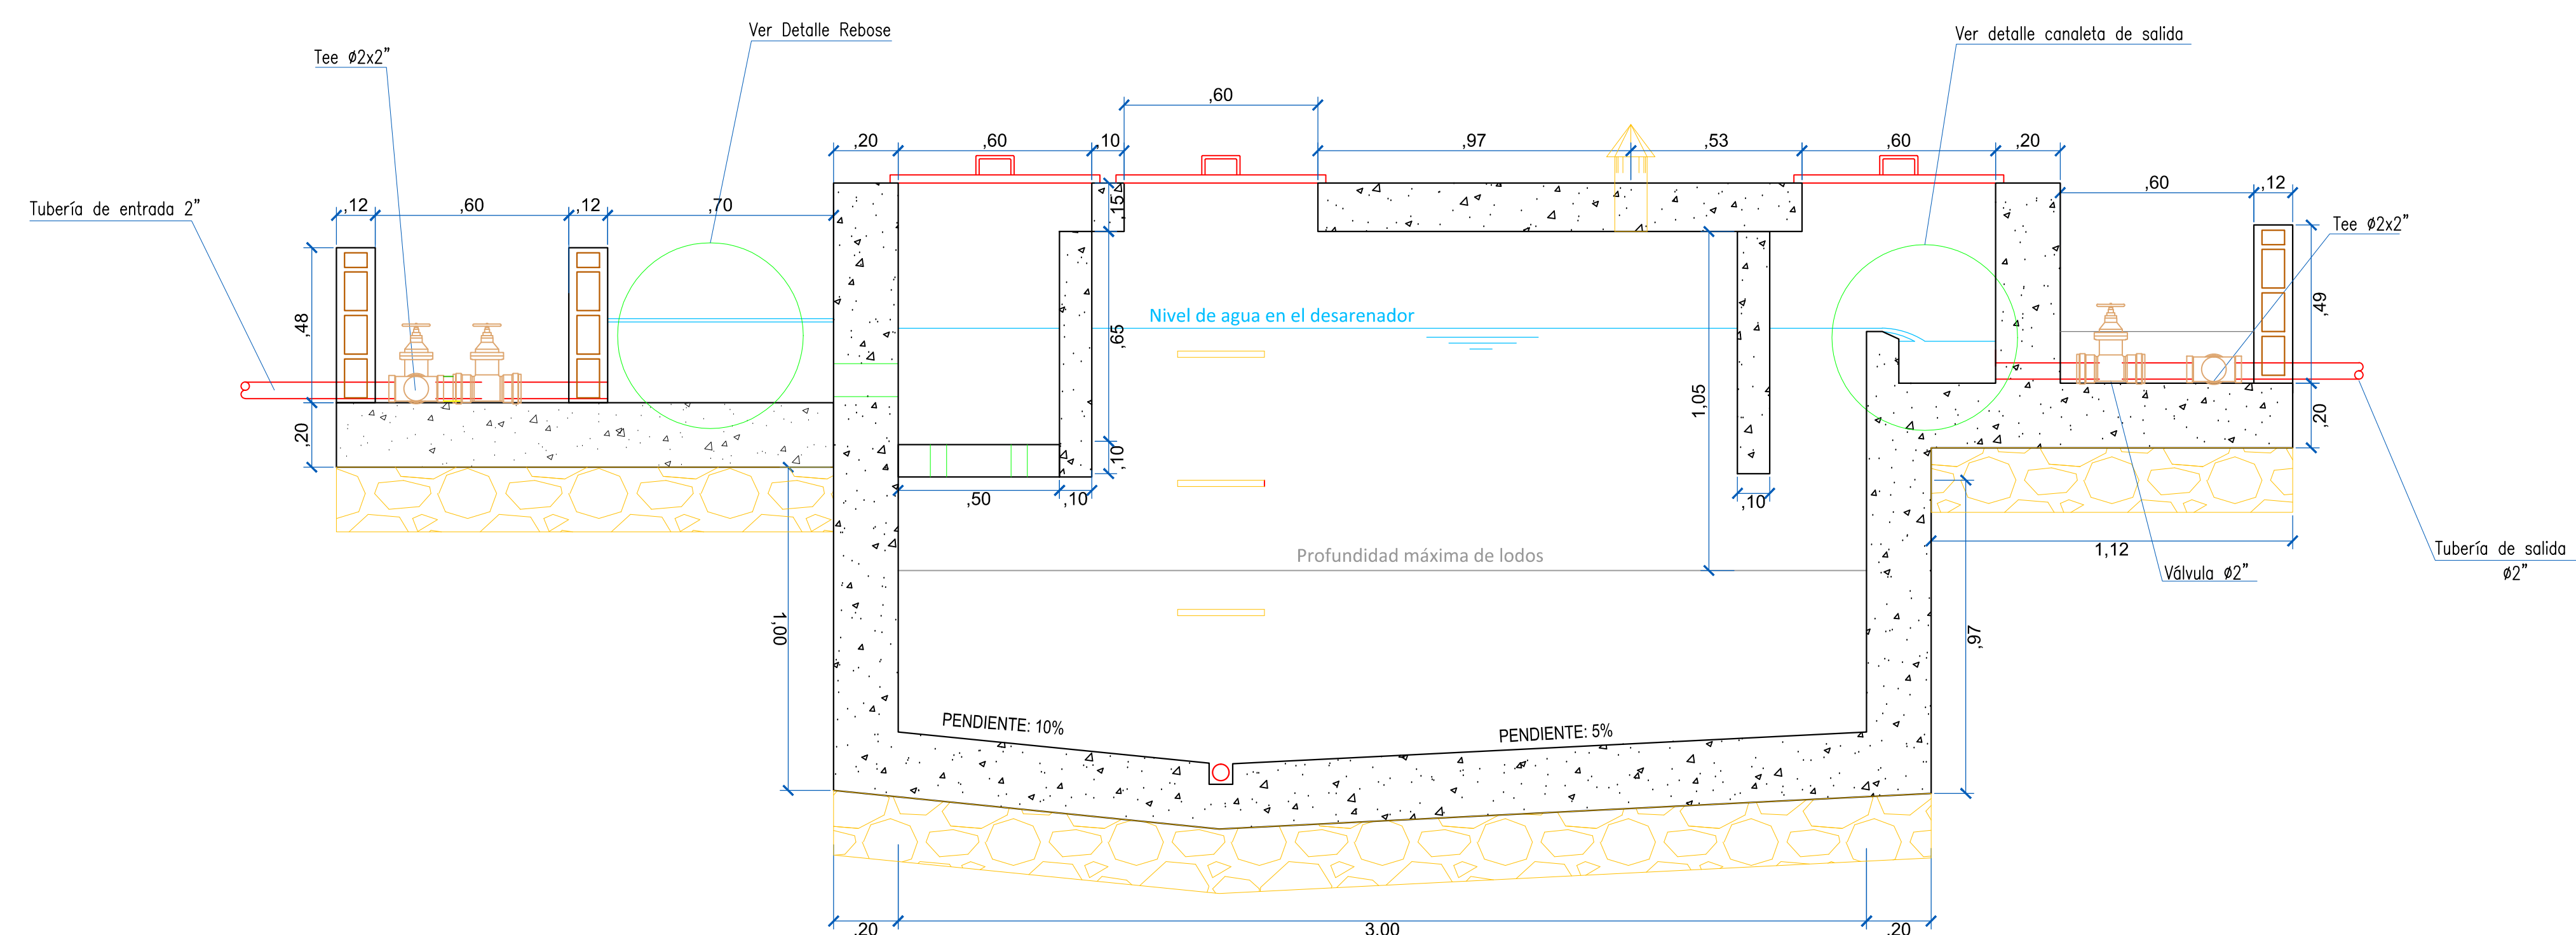 Ver Detalle Rebose
Ver detalle canaleta de salida
Tee ø2x2”
,60
,20
,60
,10
,97
,53
,60
,20
,15
Tubería de entrada 2”
,12
,60
,12
,70
,60
,12
Tee ø2x2”
,48
,65
Nivel de agua en el desarenador
,49
1,05
,20
,10
,20
,50
,10
,10
Profundidad máxima de lodos
1,12
Tubería de salida
ø2”
Válvula ø2”
1,00
,97
PENDIENTE: 10%
PENDIENTE: 5%
,20
3,00
,20